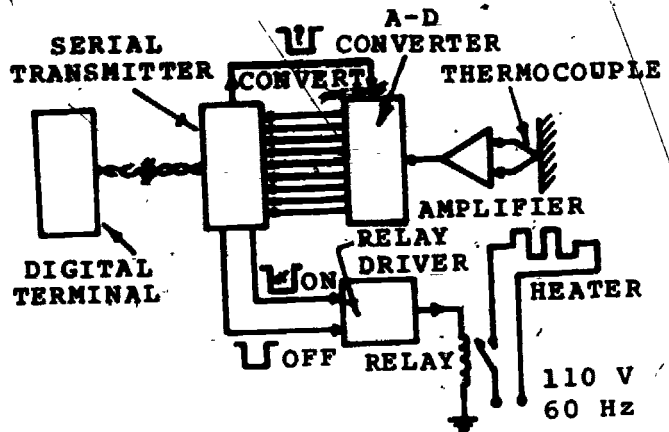 A-D
CONVERTER
SERIAL
TRANSMITTER
CONVERT
THERMOCOUPLE
AMPLIFIER
RELAY
DRIVER
DIGITAL
TERMINAL
ON
HEATER
OFF
RELAY
110 V
60 Hz